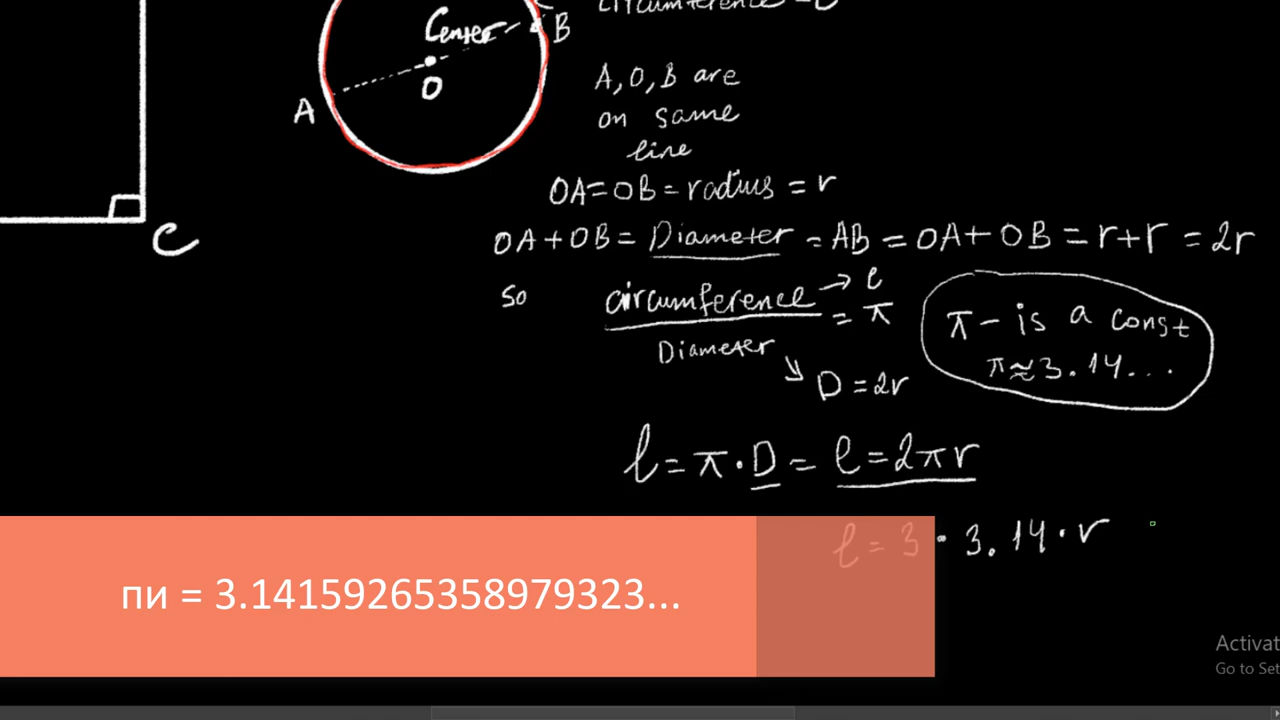 Center
B
O
A
C
A, O, B are
on same
line
OA=OB=radius=r
OA+OB=Diameter=AB=OA+OB=r+r=2r
so circumference → l
= π
Diameter
↘ D=2r
π- is a const
π≈3.14...
l=π·D=l=2πr
l=3·3.14·r
пи = 3.14159265358979323...
Activat
Go to Set